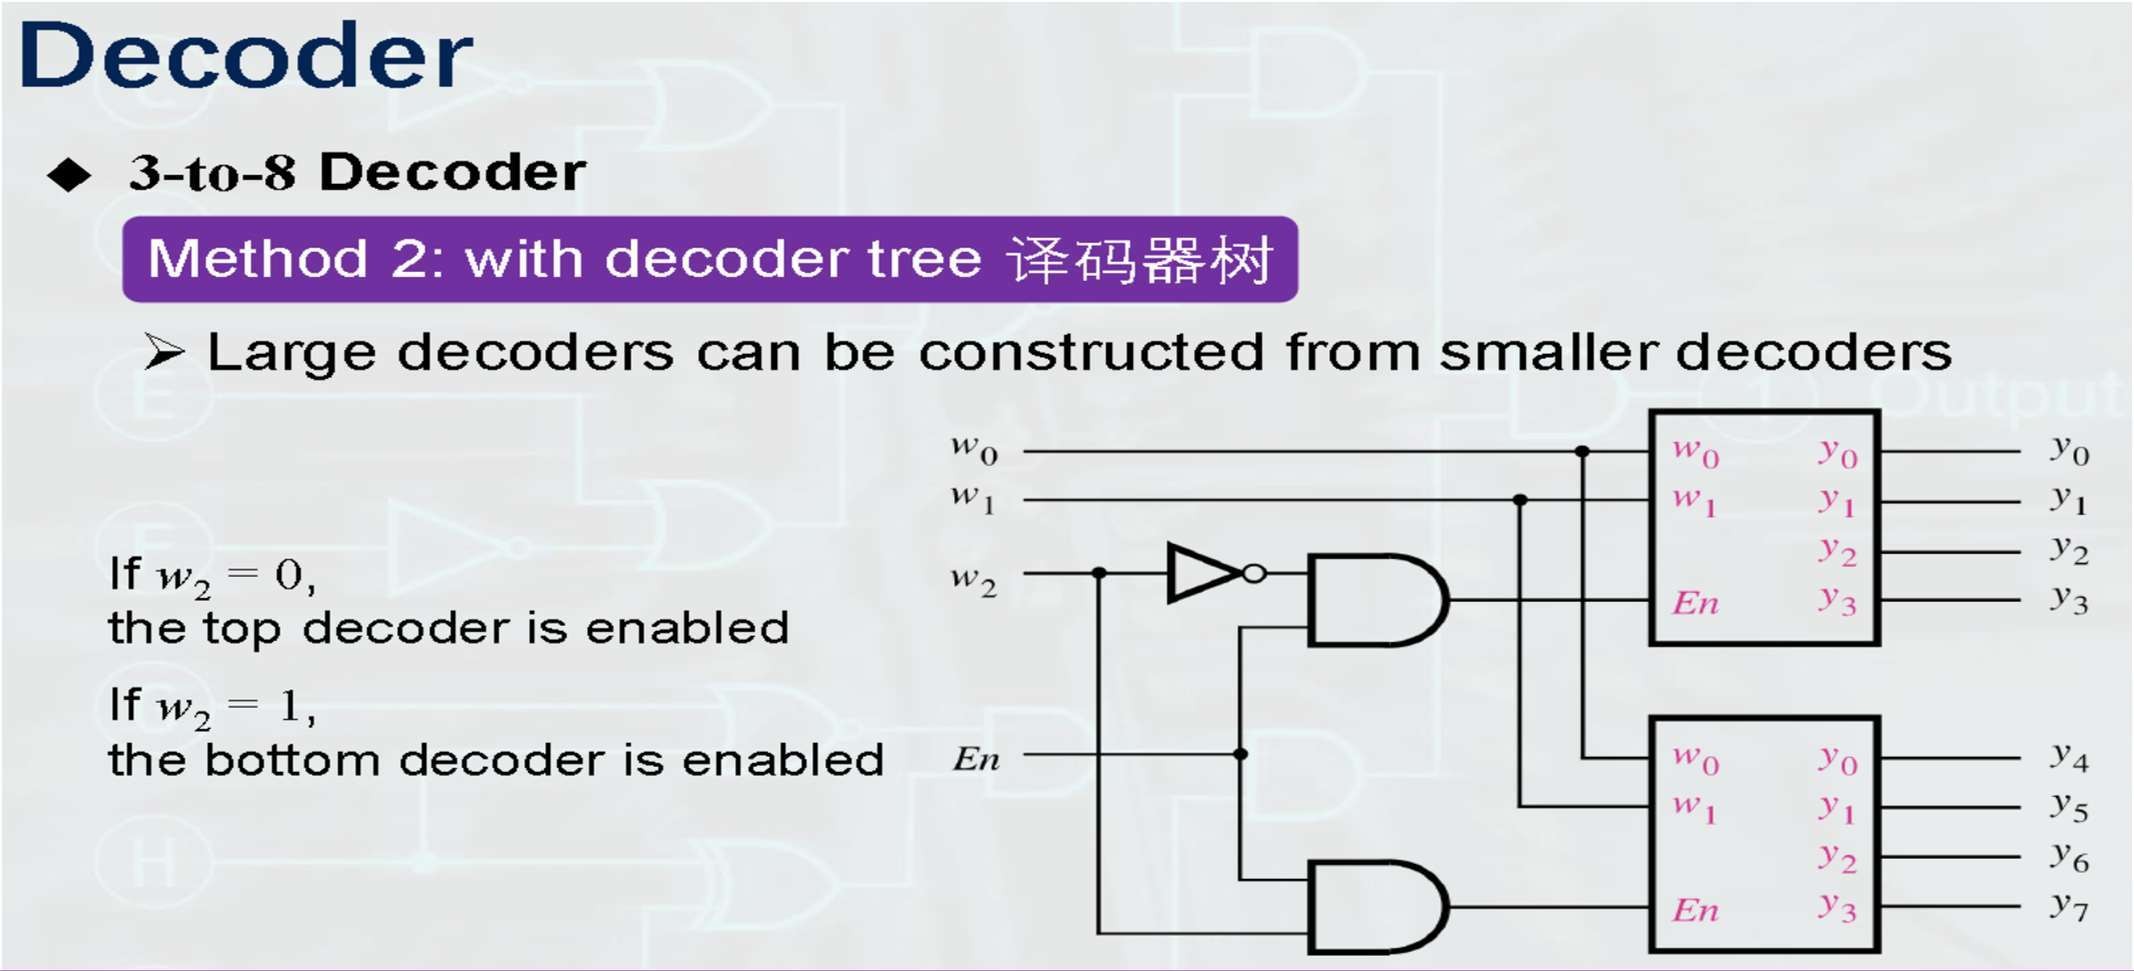 Decoder
◆ 3-to-8 Decoder
Method 2: with decoder tree 译码器树
➢ Large decoders can be constructed from smaller decoders
If w2 = 0,
the top decoder is enabled
If w2 = 1,
the bottom decoder is enabled
w0
w1
w2
En
w0 y0
w1 y1
y2
En y3
y0
y1
y2
y3
w0 y0
w1 y1
y2
En y3
y4
y5
y6
y7
E
F
G
H
1 Output